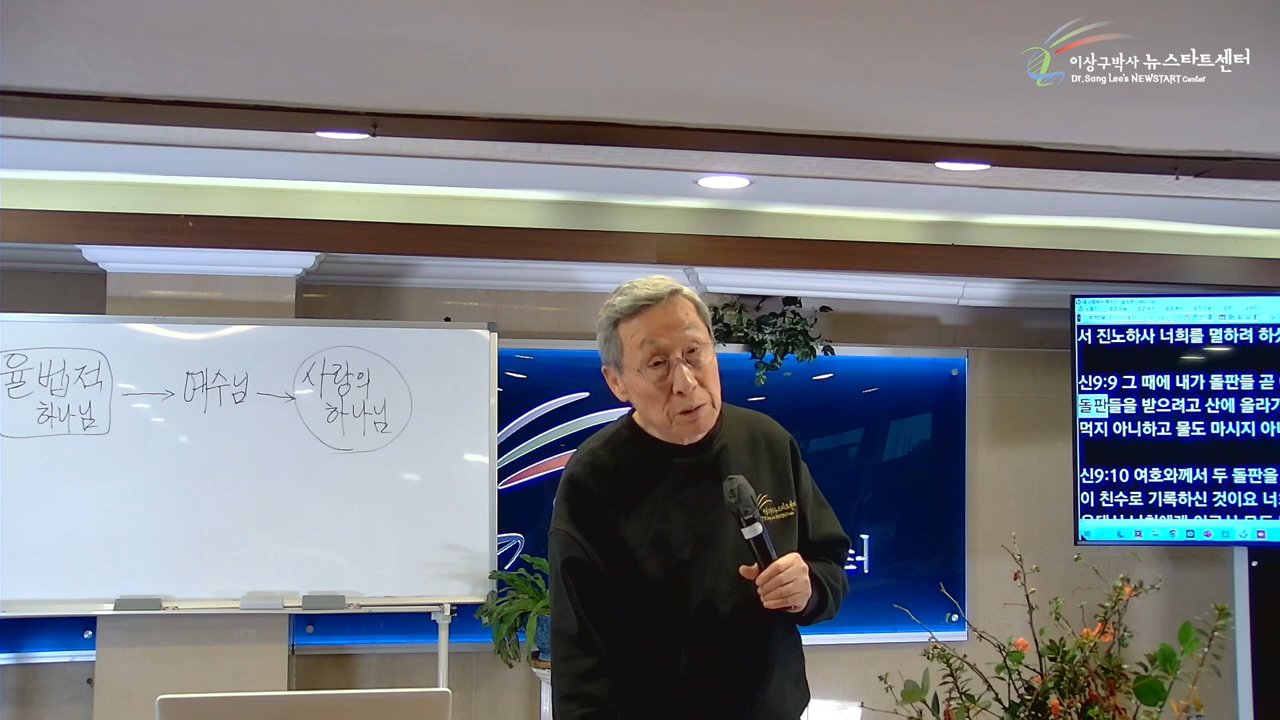 이상구박사 뉴스타트센터
Dr. Sang Lee's NEWSTART Center
율법적
하나님
예수님
사랑의
하나님
서 진노하사 너희를 멸하려 하
신9:9 그 때에 내가 돌판들 곧
돌판들을 받으려고 산에 올라가
먹지 아니하고 물도 마시지 아니
신9:10 여호와께서 두 돌판을
이 친수로 기록하신 것이요 너
터